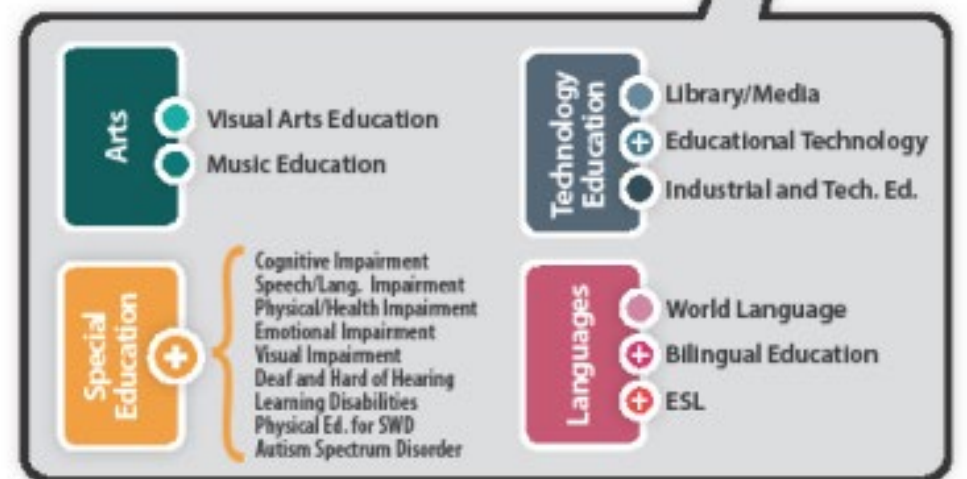 Arts
Visual Arts Education
Music Education
Technology
Education
Library/Media
Educational Technology
Industrial and Tech. Ed.
Special
Education
Cognitive Impairment
Speech/Lang. Impairment
Physical/Health Impairment
Emotional Impairment
Visual Impairment
Deaf and Hard of Hearing
Learning Disabilities
Physical Ed. for SWD
Autism Spectrum Disorder
Languages
World Language
Bilingual Education
ESL